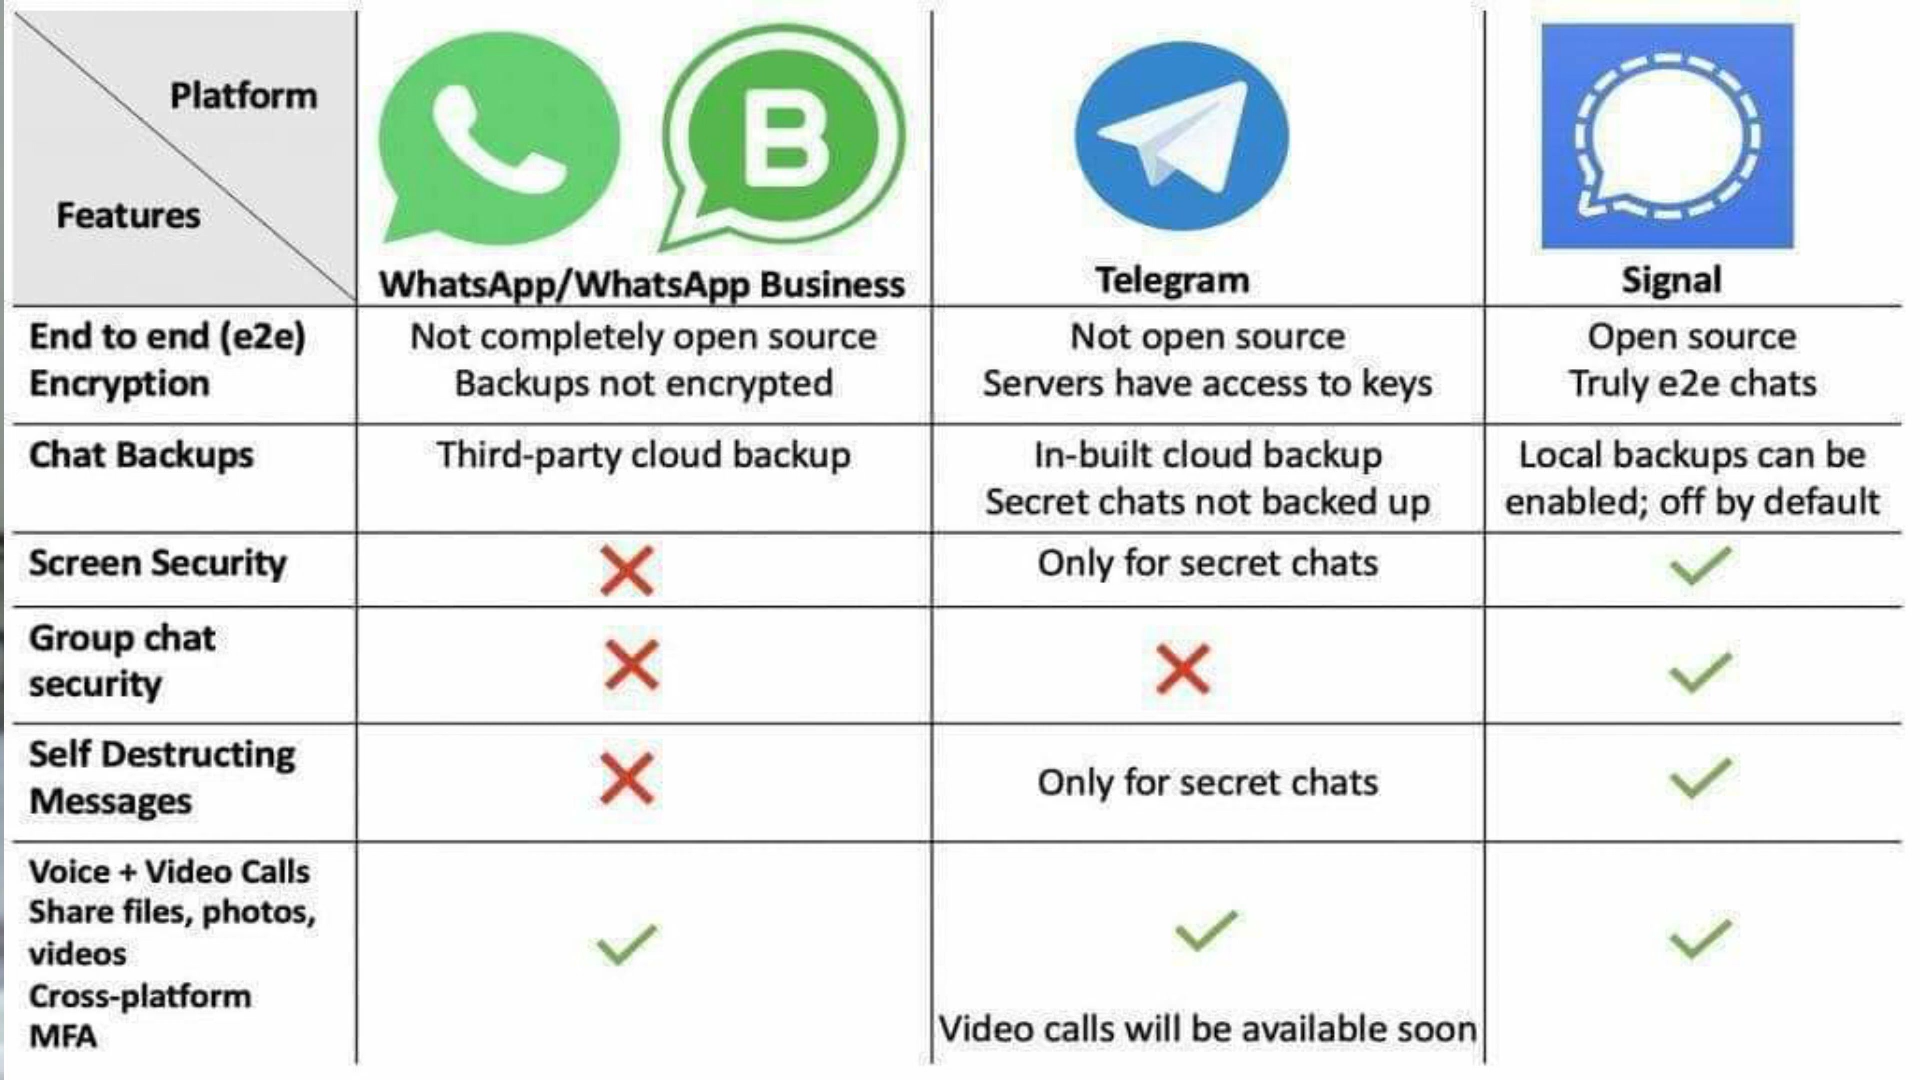 Platform
Features
B
WhatsApp/WhatsApp Business
Telegram
Signal
End to end (e2e)
Encryption
Not completely open source
Backups not encrypted
Not open source
Servers have access to keys
Open source
Truly e2e chats
Chat Backups
Third-party cloud backup
In-built cloud backup
Secret chats not backed up
Local backups can be
enabled; off by default
Screen Security
Only for secret chats
Group chat
security
Self Destructing
Messages
Only for secret chats
Voice + Video Calls
Share files, photos,
videos
Cross-platform
MFA
Video calls will be available soon